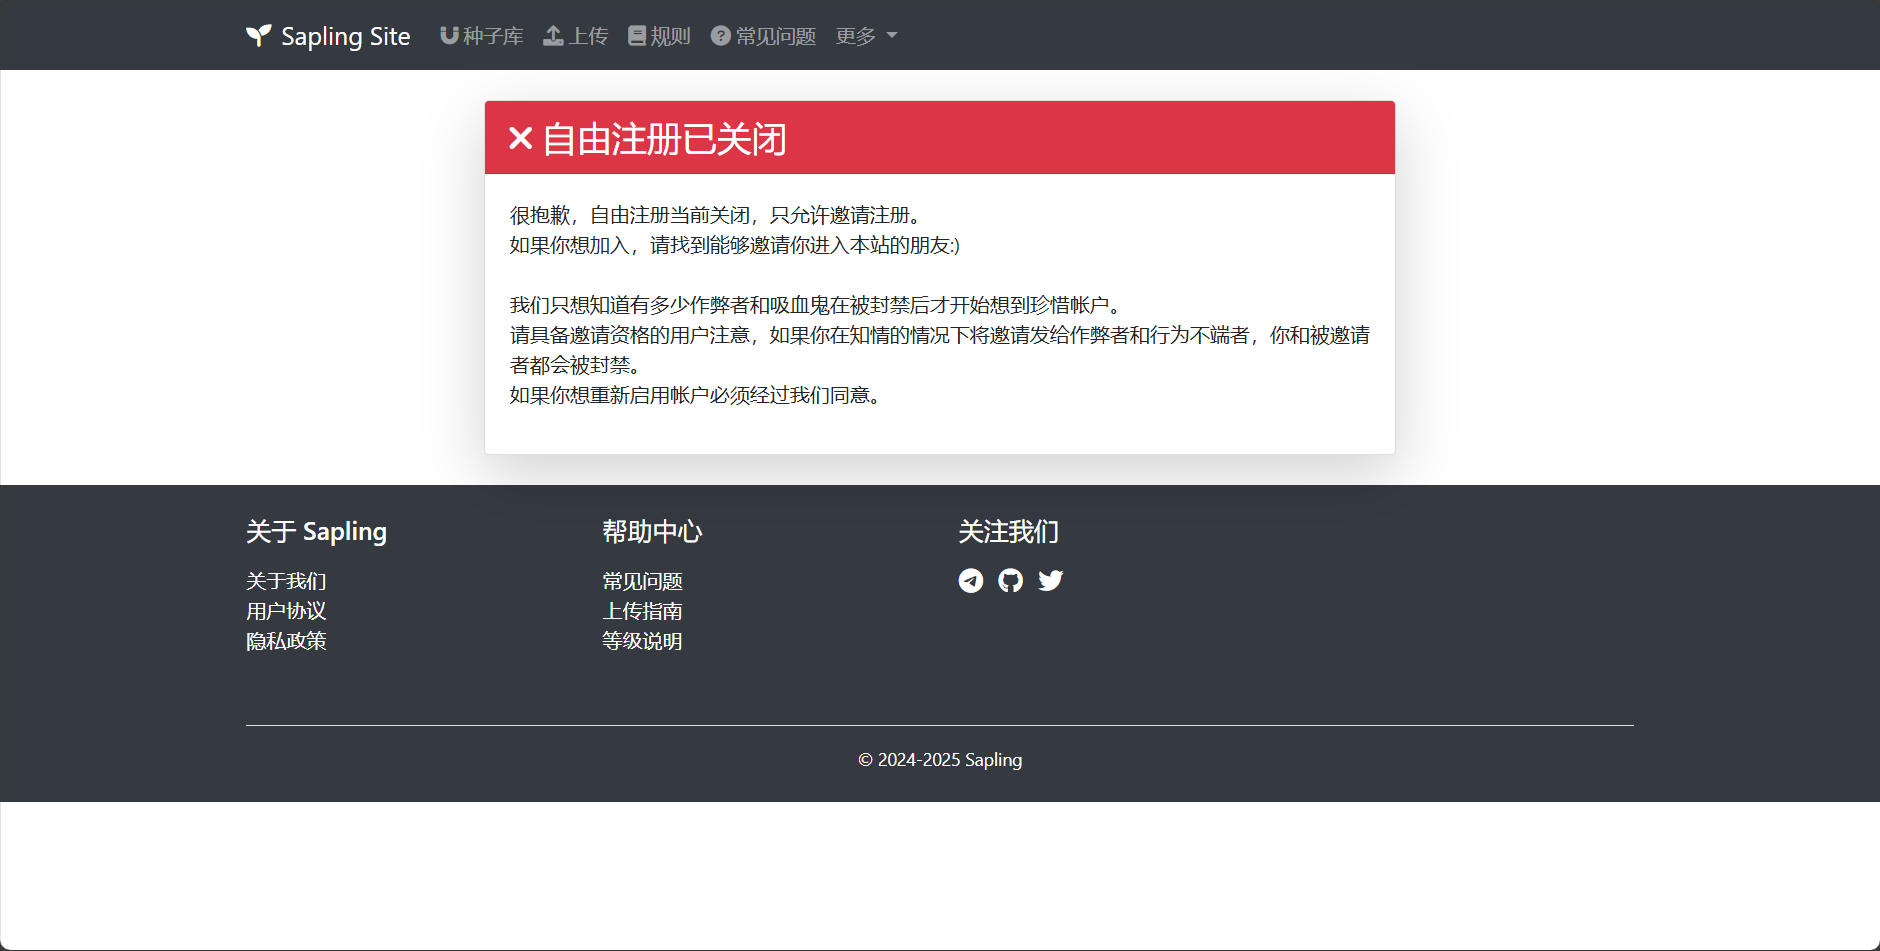 Sapling Site 种子库 上传 规则 常见问题 更多
自由注册已关闭
很抱歉，自由注册当前关闭，只允许邀请注册。
如果你想加入，请找到能够邀请你进入本站的朋友:)
我们只想知道有多少作弊者和吸血鬼在被封禁后才开始想到珍惜帐户。
请具备邀请资格的用户注意，如果你在知情的情况下将邀请发给作弊者和行为不端者，你和被邀请
者都会被封禁。
如果你想重新启用帐户必须经过我们同意。
关于 Sapling
关于我们
用户协议
隐私政策
帮助中心
常见问题
上传指南
等级说明
关注我们
© 2024-2025 Sapling